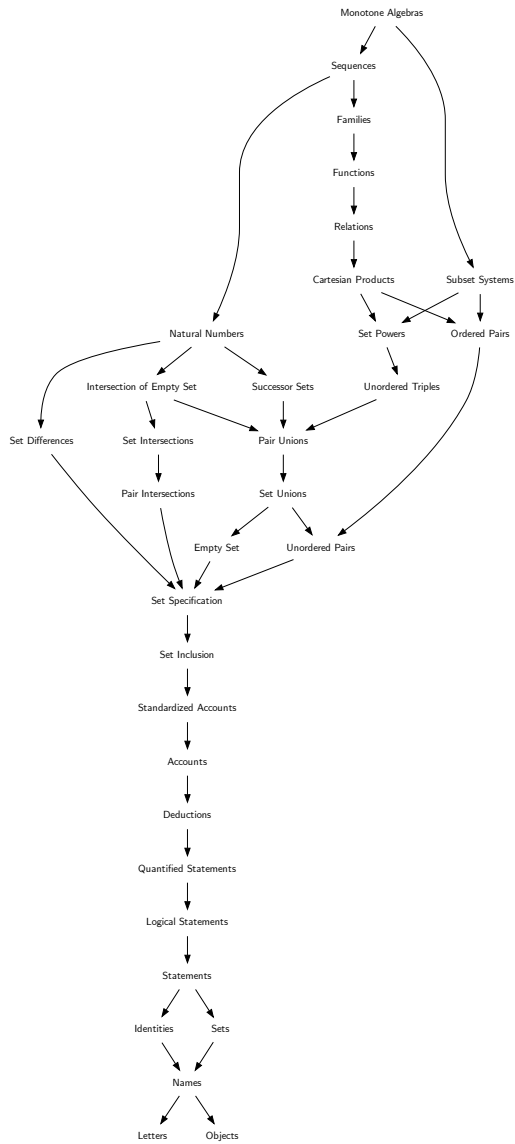 Monotone Algebras
Sequences
Families
Functions
Relations
Cartesian Products
Subset Systems
Natural Numbers
Set Powers
Ordered Pairs
Intersection of Empty Set
Successor Sets
Unordered Triples
Set Differences
Set Intersections
Pair Unions
Pair Intersections
Set Unions
Empty Set
Unordered Pairs
Set Specification
Set Inclusion
Standardized Accounts
Accounts
Deductions
Quantified Statements
Logical Statements
Statements
Identities
Sets
Names
Letters
Objects